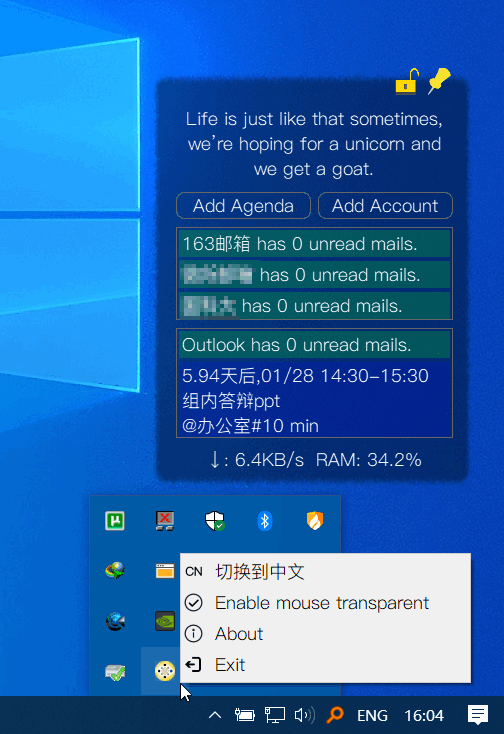 Life is just like that sometimes,
we're hoping for a unicorn and
we get a goat.
Add Agenda Add Account
163邮箱 has 0 unread mails.
has 0 unread mails.
has 0 unread mails.
Outlook has 0 unread mails.
5.94天后,01/28 14:30-15:30
组内答辩ppt
@办公室#10 min
↓: 6.4KB/s RAM: 34.2%
CN 切换到中文
Enable mouse transparent
About
Exit
ENG 16:04